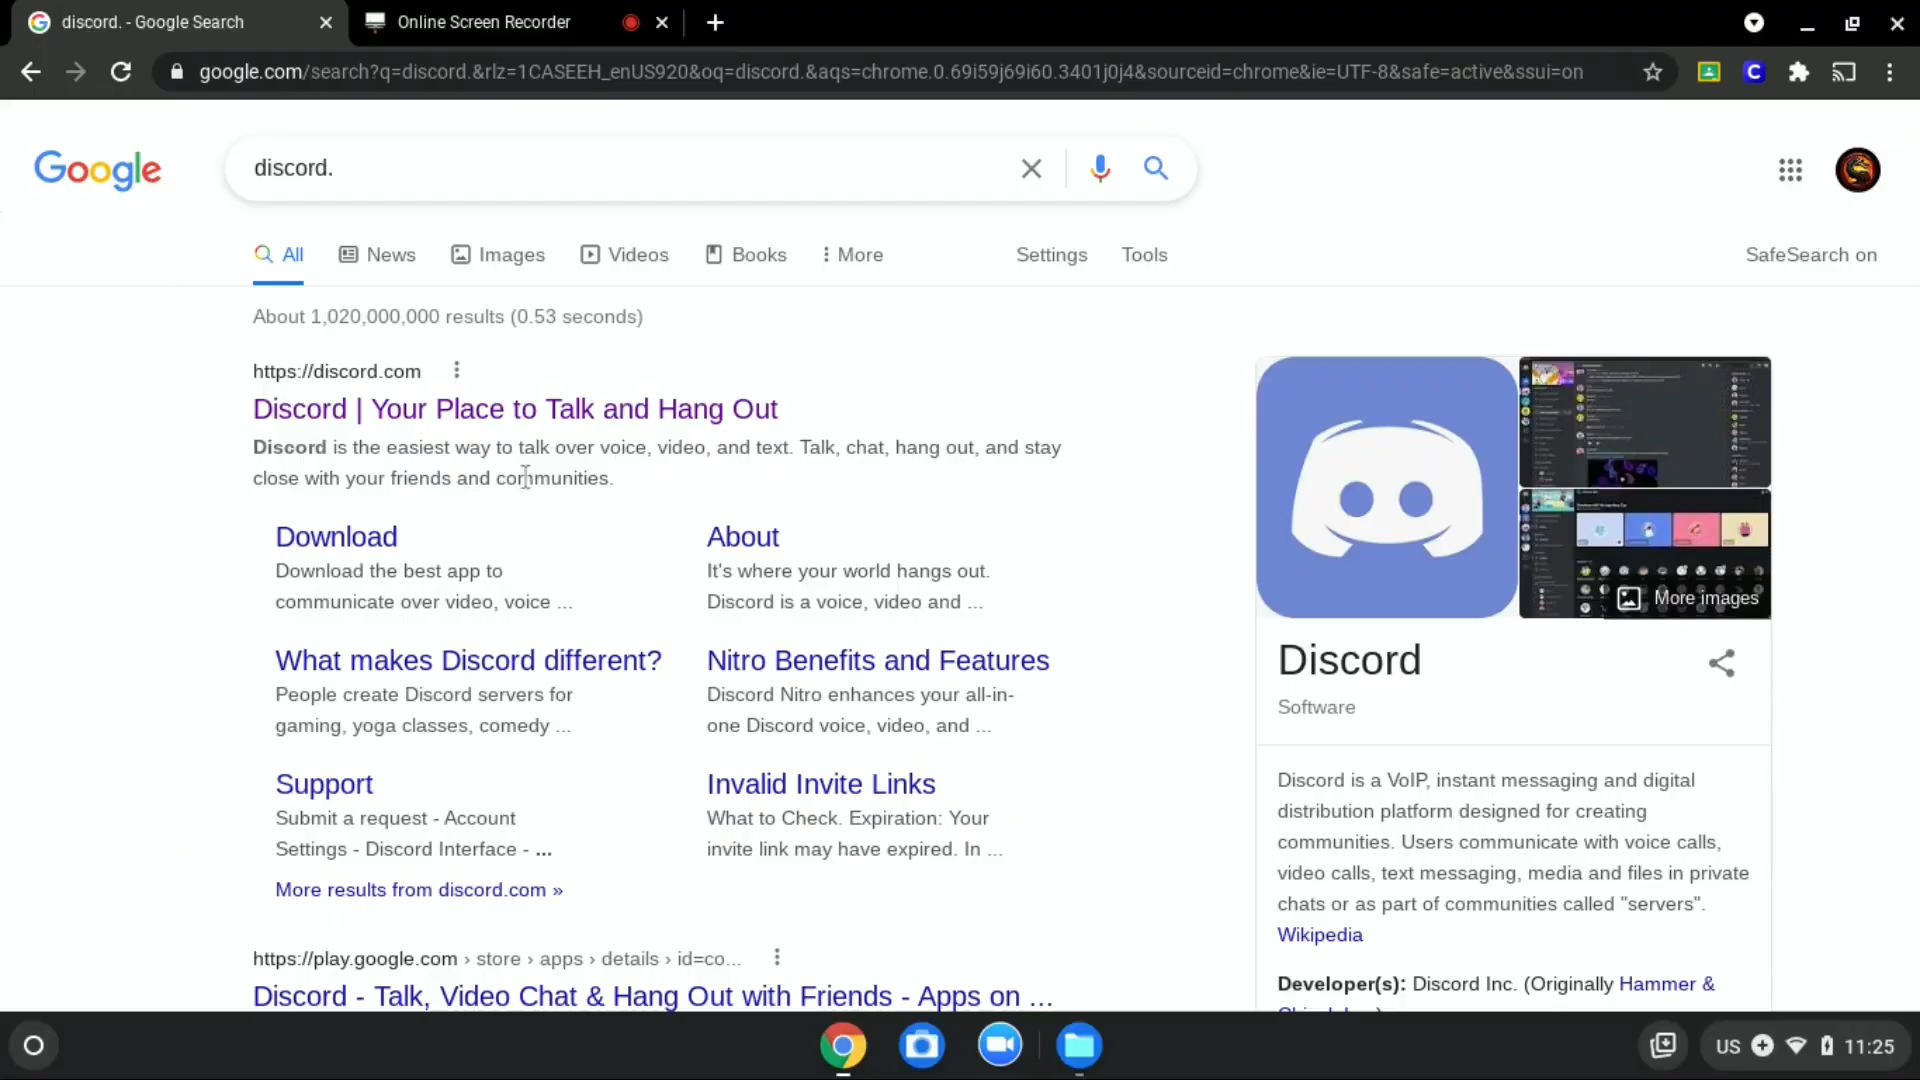 discord. - Google Search
Online Screen Recorder
google.com/search?q=discord.&rlz=1CASEEH_enUS920&oq=discord.&aqs=chrome.0.69i59j69i60.3401j0j4&sourceid=chrome&ie=UTF-8&safe=active&ssui=on
Google
discord.
All News Images Videos Books More Settings Tools SafeSearch on
About 1,020,000,000 results (0.53 seconds)
https://discord.com
Discord | Your Place to Talk and Hang Out
Discord is the easiest way to talk over voice, video, and text. Talk, chat, hang out, and stay
close with your friends and communities.
Download
Download the best app to
communicate over video, voice ...
About
It's where your world hangs out.
Discord is a voice, video and ...
What makes Discord different?
People create Discord servers for
gaming, yoga classes, comedy ...
Nitro Benefits and Features
Discord Nitro enhances your all-in-
one Discord voice, video, and ...
Support
Submit a request - Account
Settings - Discord Interface - ...
Invalid Invite Links
What to Check. Expiration: Your
invite link may have expired. In ...
More results from discord.com »
https://play.google.com › store › apps › details › id=co...
Discord - Talk, Video Chat & Hang Out with Friends - Apps on ...
More images
Discord
Software
Discord is a VoIP, instant messaging and digital
distribution platform designed for creating
communities. Users communicate with voice calls,
video calls, text messaging, media and files in private
chats or as part of communities called "servers".
Wikipedia
Developer(s): Discord Inc. (Originally Hammer &
US 11:25